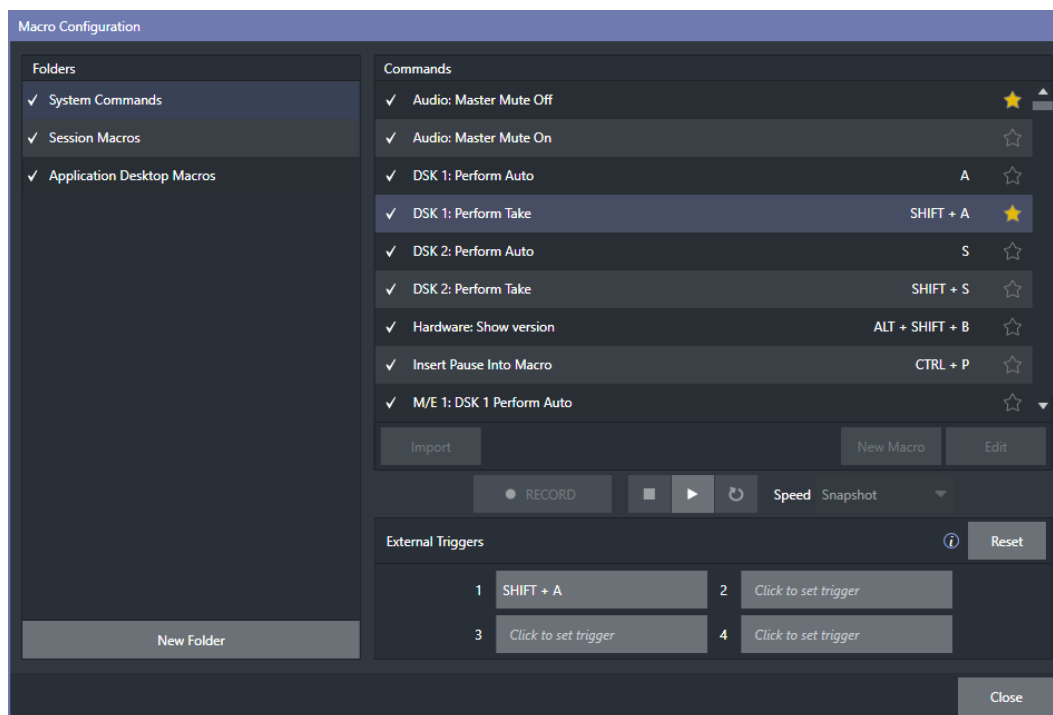 Macro Configuration
Folders
System Commands
Session Macros
Application Desktop Macros
New Folder
Commands
Audio: Master Mute Off
Audio: Master Mute On
DSK 1: Perform Auto A
DSK 1: Perform Take SHIFT + A
DSK 2: Perform Auto S
DSK 2: Perform Take SHIFT + S
Hardware: Show version ALT + SHIFT + B
Insert Pause Into Macro CTRL + P
M/E 1: DSK 1 Perform Auto
Import New Macro Edit
RECORD Speed Snapshot
External Triggers i Reset
1 SHIFT + A 2 Click to set trigger
3 Click to set trigger 4 Click to set trigger
Close